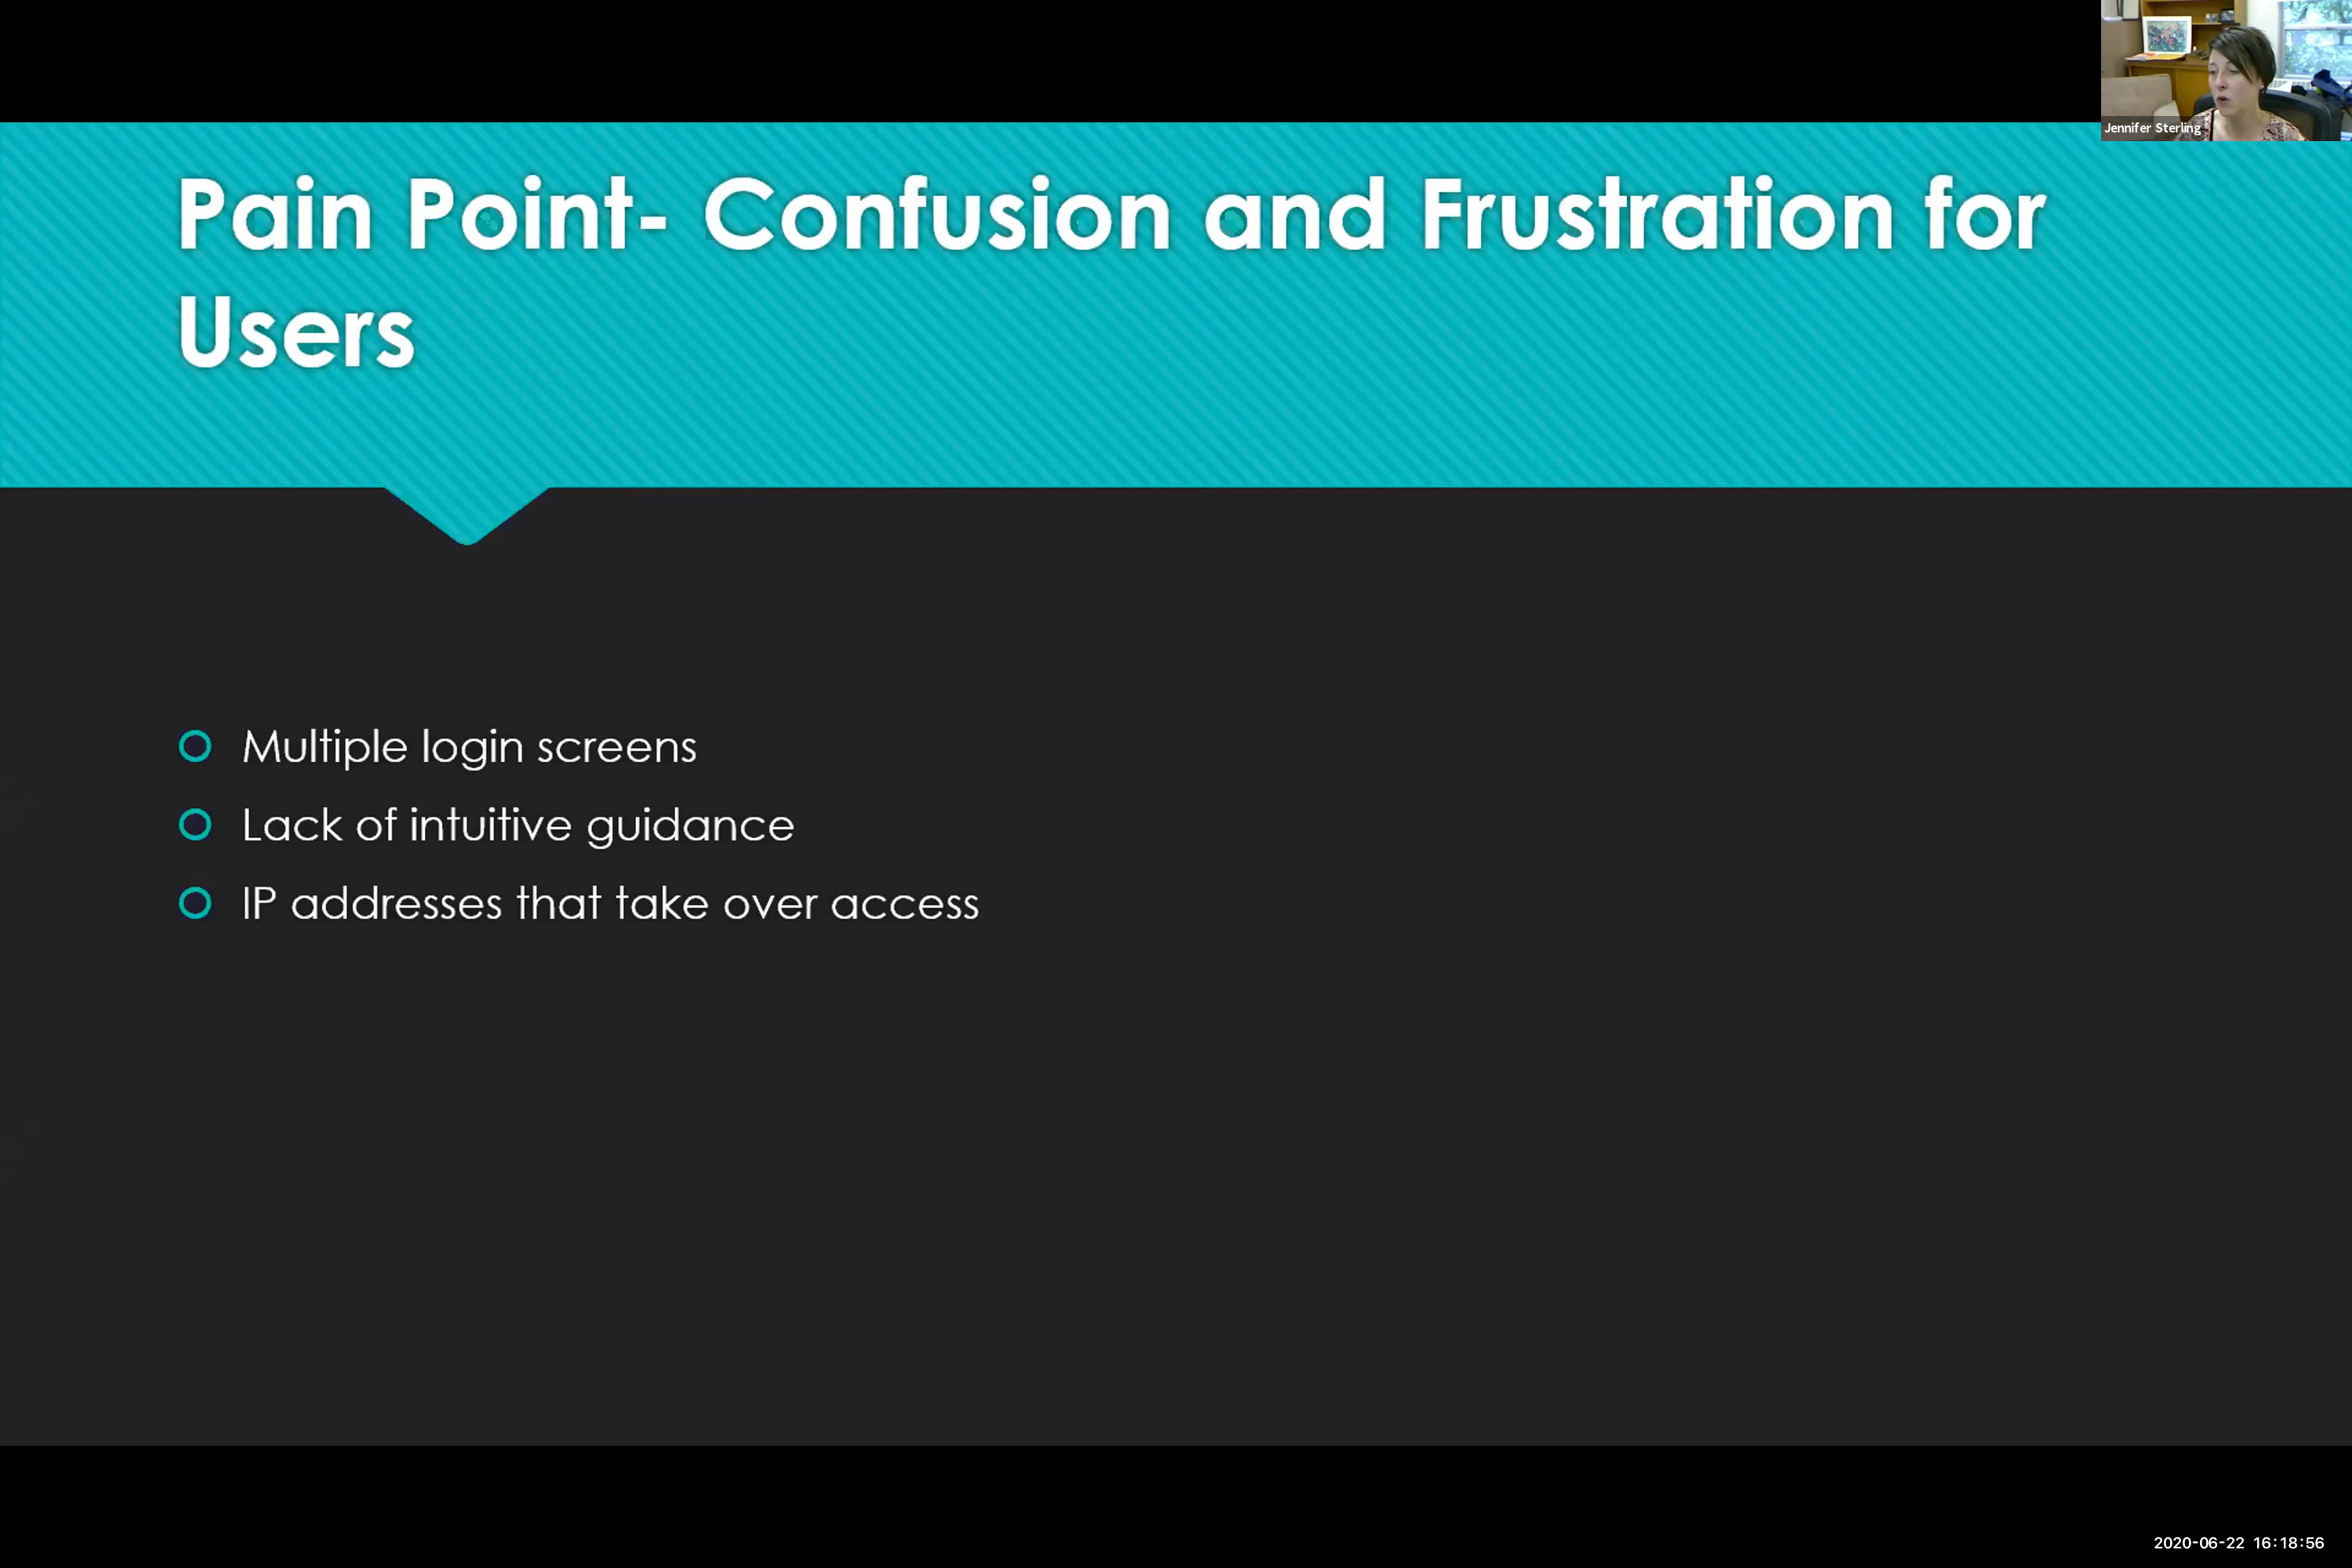 Jennifer Sterling
Pain Point- Confusion and Frustration for
Users
Multiple login screens
Lack of intuitive guidance
IP addresses that take over access
2020-06-22 16:18:56